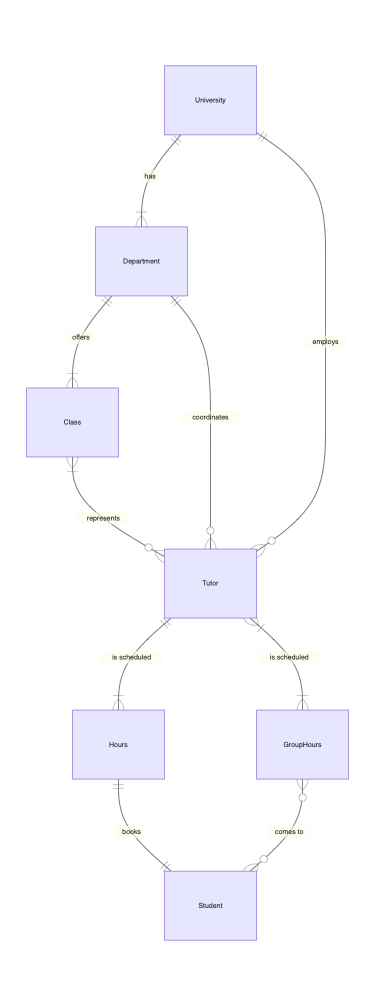 University
has
Department
offers
employs
coordinates
Class
represents
Tutor
is scheduled
is scheduled
Hours
GroupHours
books
comes to
Student